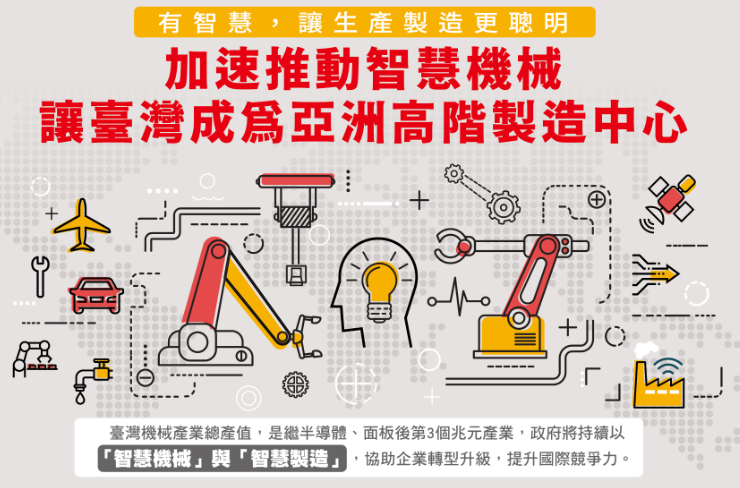 有智慧，讓生產製造更聰明
加速推動智慧機械
讓臺灣成為亞洲高階製造中心
臺灣機械產業總產值，是繼半導體、面板後第3個兆元產業，政府將持續以
「智慧機械」與「智慧製造」，協助企業轉型升級，提升國際競爭力。